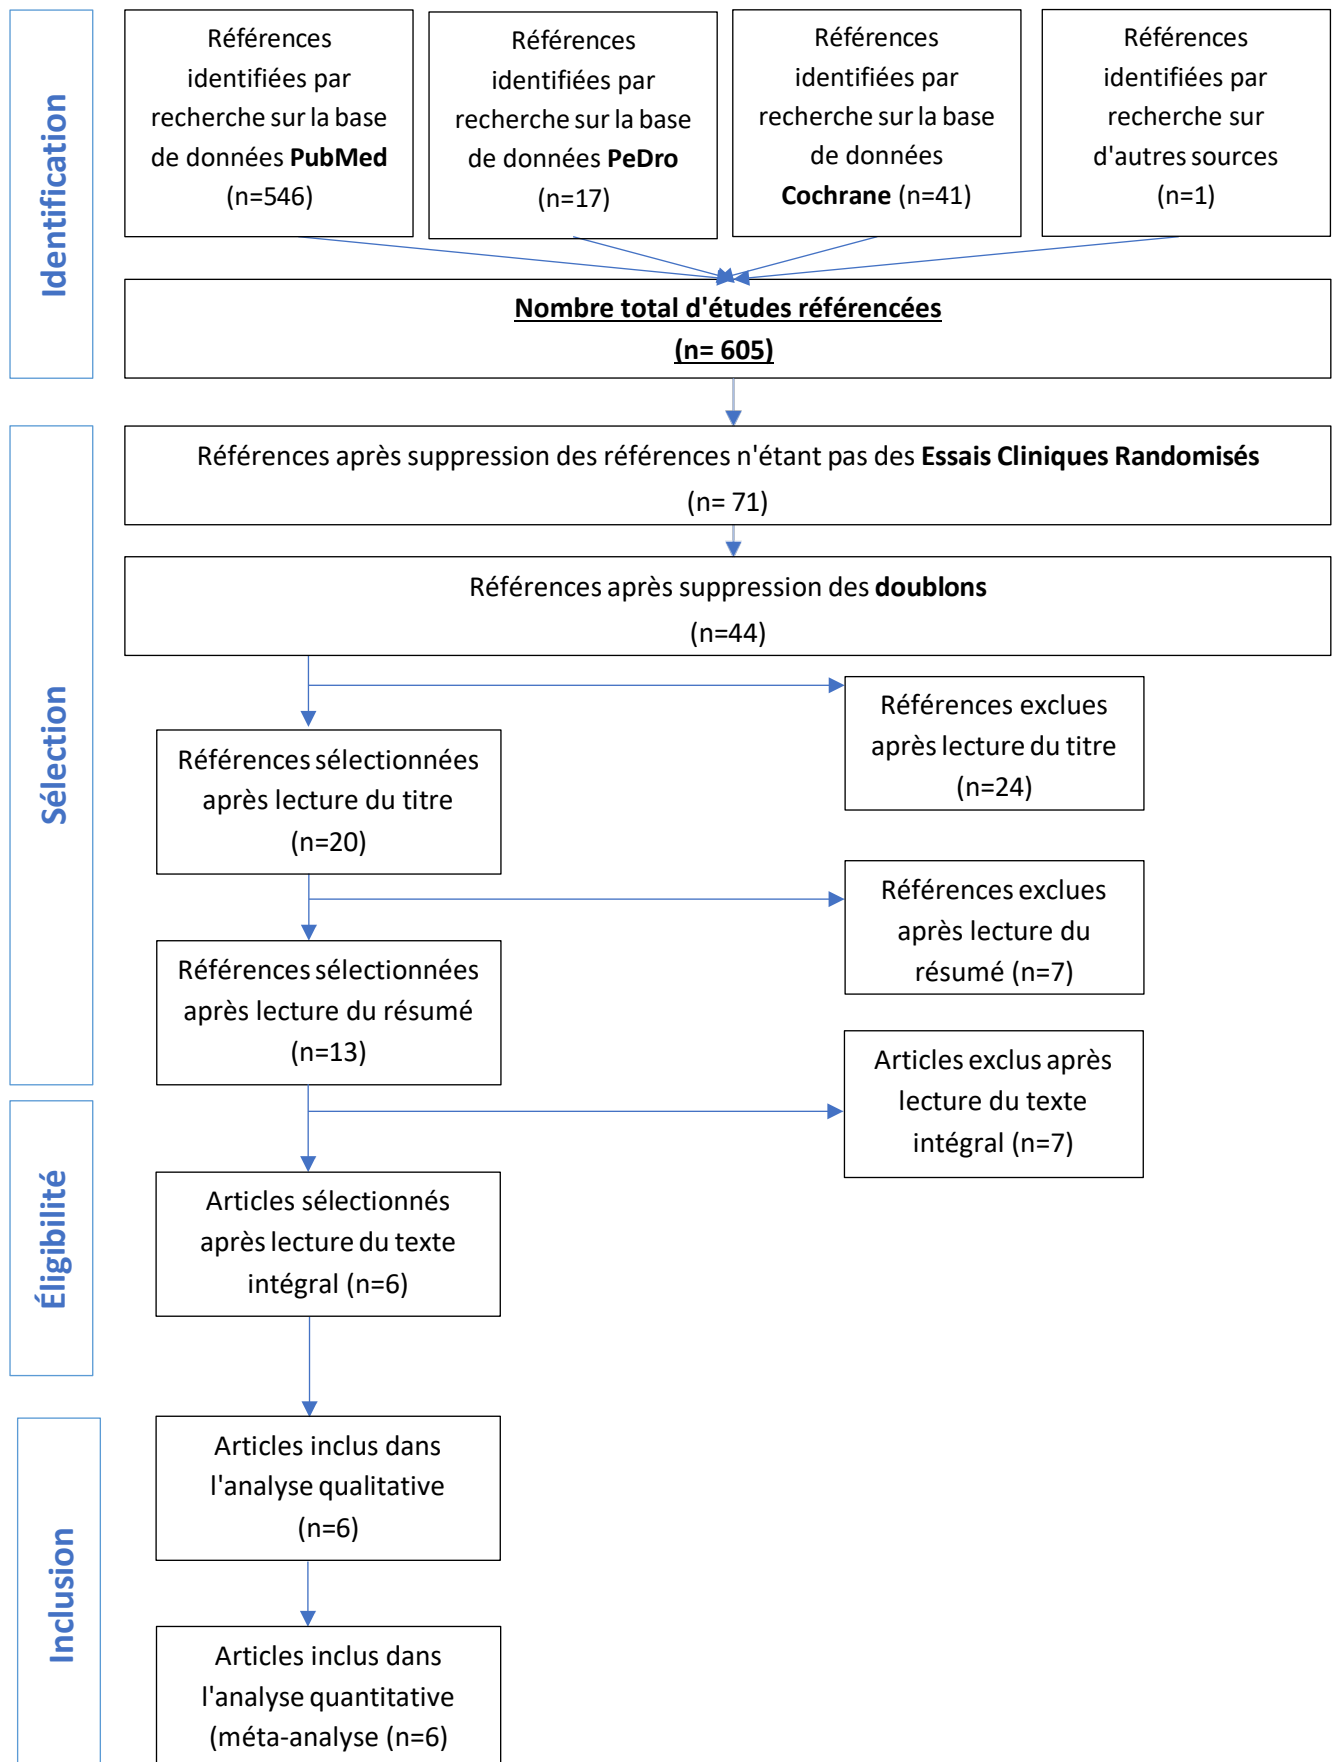 Identification
Références
identifiées par
recherche sur la base
de données PubMed
(n=546)
Références
identifiées par
recherche sur la base
de données PeDro
(n=17)
Références
identifiées par
recherche sur la base
de données
Cochrane (n=41)
Références
identifiées par
recherche sur
d'autres sources
(n=1)
Nombre total d'études référencées
(n= 605)
Sélection
Références après suppression des références n'étant pas des Essais Cliniques Randomisés
(n= 71)
Références après suppression des doublons
(n=44)
Références exclues
après lecture du titre
(n=24)
Références sélectionnées
après lecture du titre
(n=20)
Références exclues
après lecture du
résumé (n=7)
Références sélectionnées
après lecture du résumé
(n=13)
Articles exclus après
lecture du texte
intégral (n=7)
Éligibilité
Articles sélectionnés
après lecture du texte
intégral (n=6)
Inclusion
Articles inclus dans
l'analyse qualitative
(n=6)
Articles inclus dans
l'analyse quantitative
(méta-analyse (n=6)